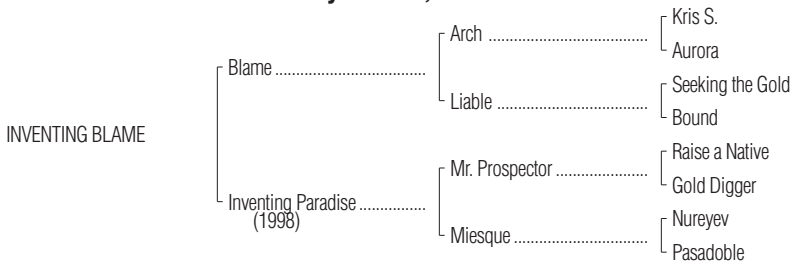 Kris S.
Arch ........................................
Aurora
Blame .....................................
Seeking the Gold
Liable ......................................
Bound
INVENTING BLAME
Raise a Native
Mr. Prospector .......................
Gold Digger
Inventing Paradise .................
(1998)
Nureyev
Miesque ..................................
Pasadoble